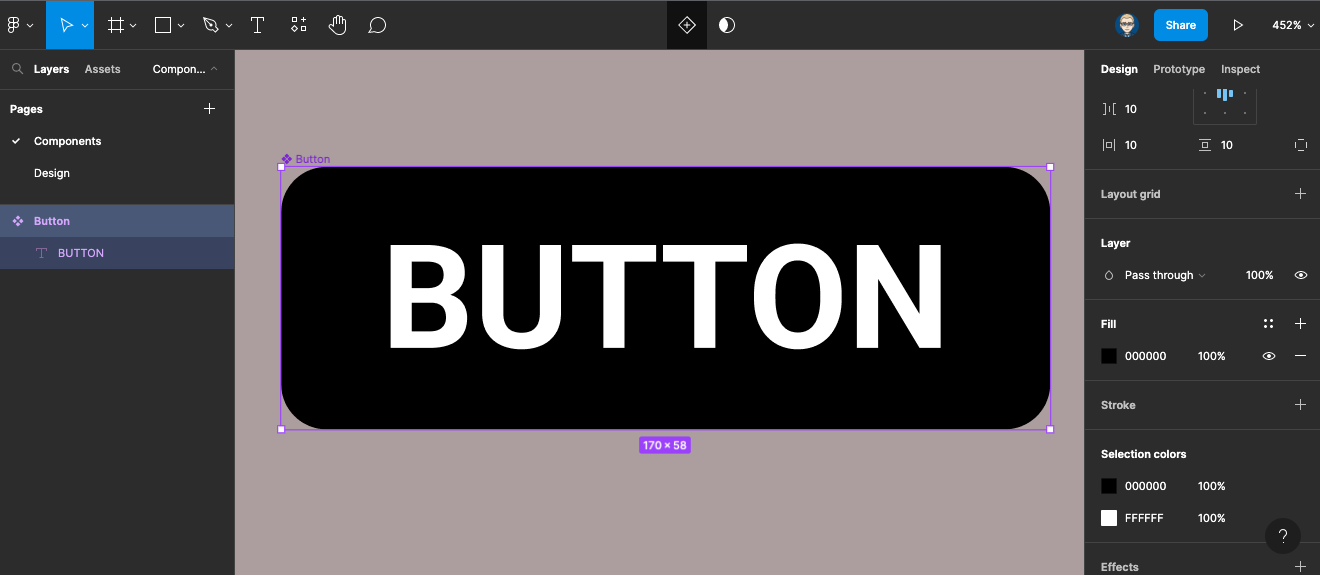 Share
452%
Layers Assets Compon...
Pages
Components
Design
Button
BUTTON
Button
BUTTON
170 × 58
Design Prototype Inspect
10
10 10
Layout grid
Layer
Pass through 100%
Fill
000000 100%
Stroke
Selection colors
000000 100%
FFFFFF 100%
?
Effects